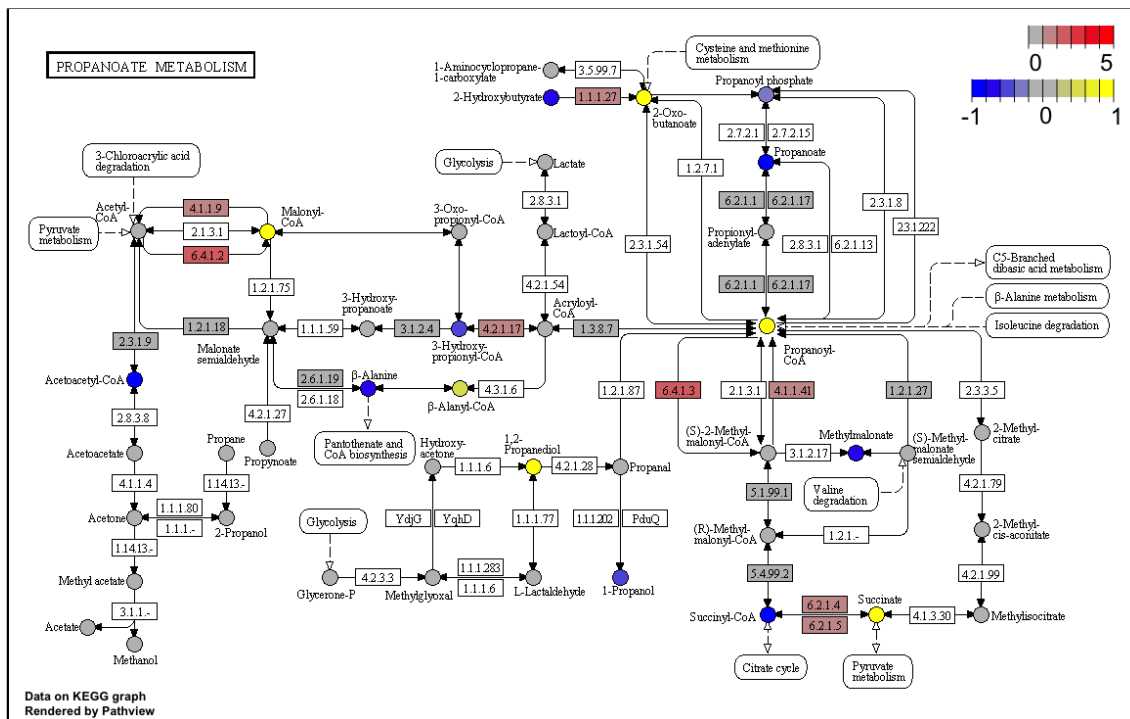 PROPANOATE METABOLISM
0 5
-1 0 1
Cysteine and methionine
metabolism
1-Aminocyclopropane-
1-carboxylate
3.5.99.7
Propanoyl phosphate
2-Hydroxybutyrate
1.1.1.27
2-Oxo-
butanoate
2.7.2.1
2.7.2.15
3-Chloroacrylic acid
degradation
Glycolysis
Lactate
1.2.7.1
Propanoate
2.8.3.1
6.2.1.1
6.2.1.17
2.3.1.8
2.3.1.222
Acetyl-
CoA
4.1.1.9
Malonyl-
CoA
3-Oxo-
propionyl-CoA
Pyruvate
metabolism
2.1.3.1
Lactoyl-CoA
Propionyl-
adenylate
2.8.3.1
6.2.1.13
6.4.1.2
2.3.1.54
C5-Branched
dibasic acid metabolism
1.2.1.75
4.2.1.54
6.2.1.1
6.2.1.17
β-Alanine metabolism
3-Hydroxy-
propanoate
Acryloyl-
CoA
1.2.1.18
1.1.1.59
3.1.2.4
4.2.1.17
1.3.8.7
Isoleucine degradation
2.3.1.9
Malonate
semialdehyde
3-Hydroxy-
propionyl-CoA
Propanoyl-
CoA
Acetoacetyl-CoA
2.6.1.19
β-Alanine
4.3.1.6
1.2.1.87
6.4.1.3
2.1.3.1
4.1.1.41
1.2.1.27
2.3.3.5
2.6.1.18
β-Alanyl-CoA
2.8.3.8
4.2.1.27
Pantothenate and
CoA biosynthesis
Hydroxy-
acetone
1,2-
Propanediol
(S)-2-Methyl-
malonyl-CoA
Methylmalonate
(S)-Methyl-
malonate
semialdehyde
2-Methyl-
citrate
Acetoacetate
Propane
Propynoate
1.1.1.6
4.2.1.28
Propanal
3.1.2.17
4.1.1.4
1.14.13.-
5.1.99.1
Valine
degradation
4.2.1.79
Acetone
1.1.1.80
1.1.1.-
2-Propanol
Glycolysis
YdjG
YqhD
1.1.1.77
1.1.1.202
PduQ
(R)-Methyl-
malonyl-CoA
1.2.1.-
2-Methyl-
cis-aconitate
1.14.13.-
1.1.1.283
5.4.99.2
4.2.1.99
Methyl acetate
4.2.3.3
1.1.1.6
Glycerone-P
Methylglyoxal
L-Lactaldehyde
1-Propanol
3.1.1.-
Succinyl-CoA
6.2.1.4
6.2.1.5
Succinate
4.1.3.30
Methylisocitrate
Acetate
Methanol
Citrate cycle
Pyruvate
metabolism
Data on KEGG graph
Rendered by Pathview